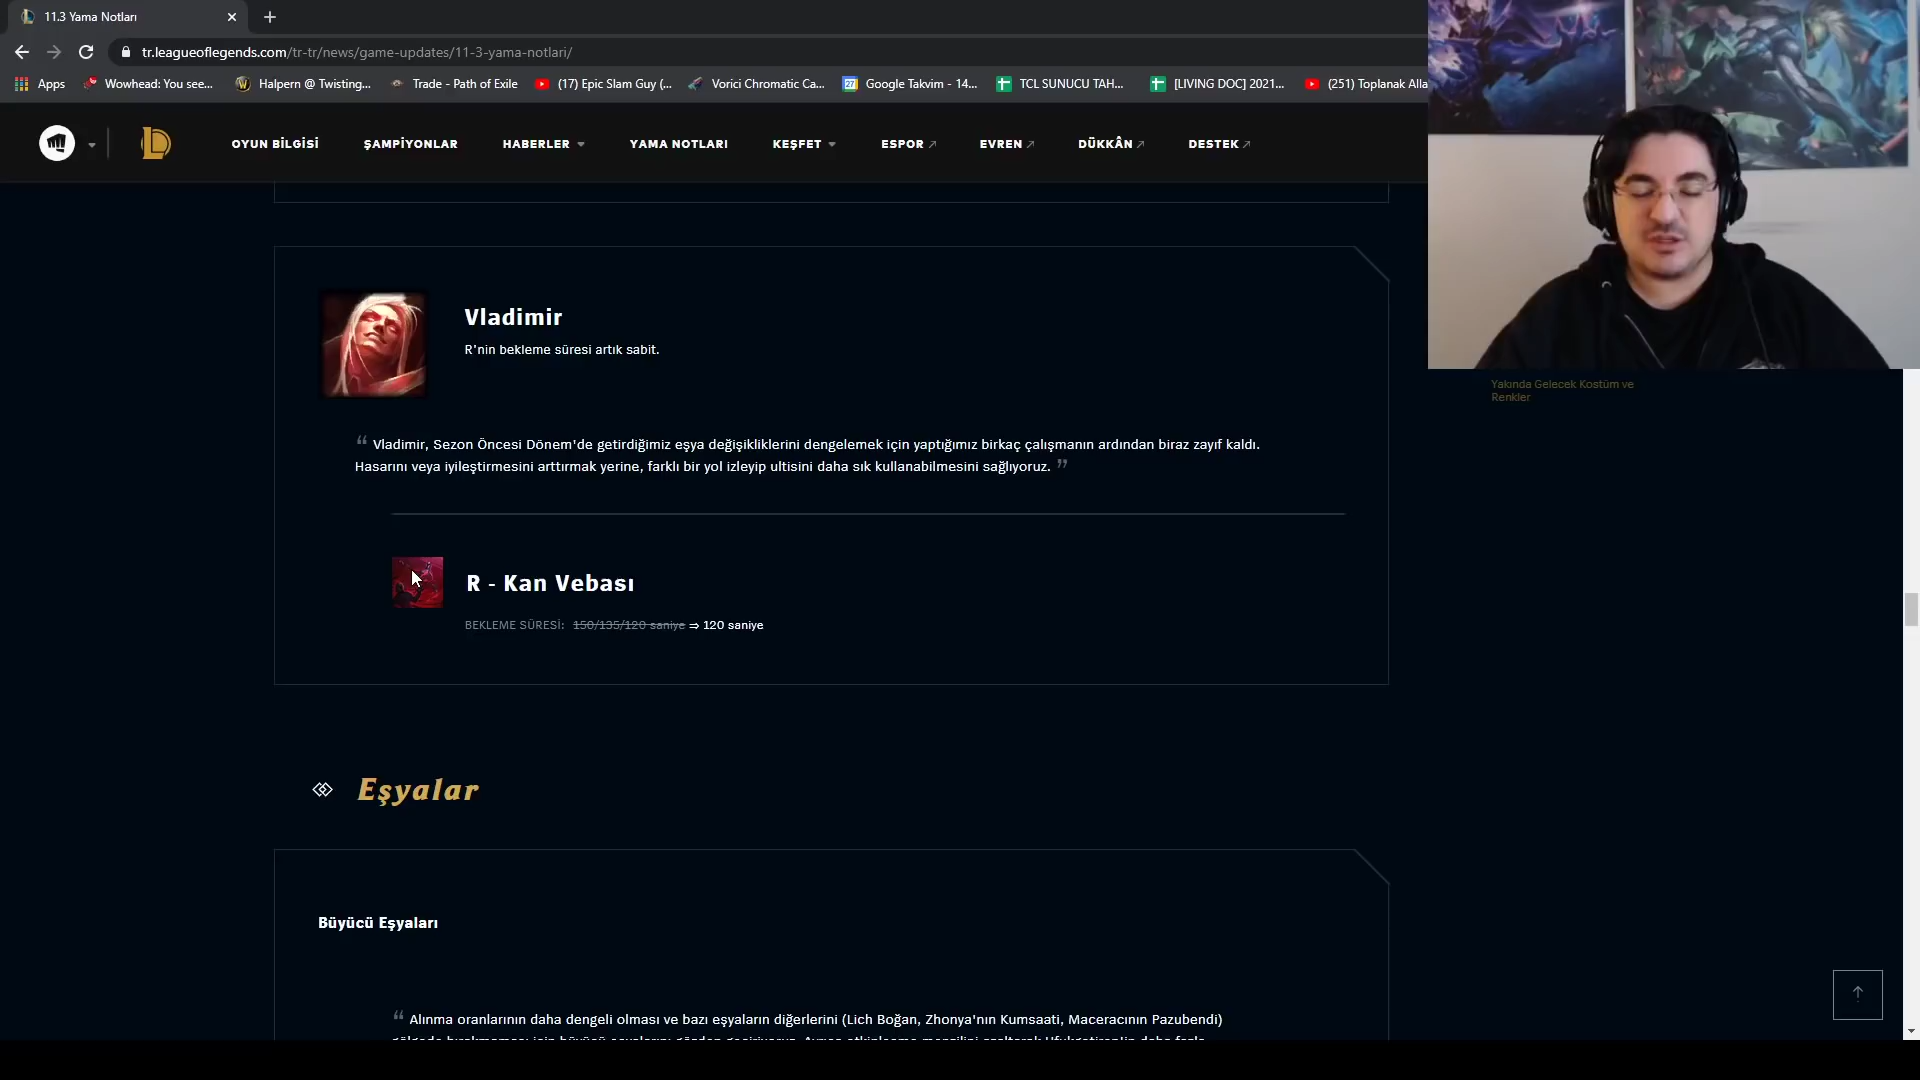 11.3 Yama Notları
tr.leagueoflegends.com/tr-tr/news/game-updates/11-3-yama-notlari/
Apps
Wowhead: You see...
Halpern @ Twisting...
Trade - Path of Exile
(17) Epic Slam Guy (...
Vorici Chromatic Ca...
27
Google Takvim - 14...
TCL SUNUCU TAH...
[LIVING DOC] 2021...
(251) Toplanak Alla
OYUN BİLGİSİ
ŞAMPİYONLAR
HABERLER
YAMA NOTLARI
KEŞFET
ESPOR
EVREN
DÜKKÂN
DESTEK
Yakında Gelecek Kostüm ve
Renkler
Vladimir
R'nin bekleme süresi artık sabit.
“ Vladimir, Sezon Öncesi Dönem'de getirdiğimiz eşya değişikliklerini dengelemek için yaptığımız birkaç çalışmanın ardından biraz zayıf kaldı.
Hasarını veya iyileştirmesini arttırmak yerine, farklı bir yol izleyip ultisini daha sık kullanabilmesini sağlıyoruz. ”
R - Kan Vebası
BEKLEME SÜRESİ: 150/135/120 saniye ⇒ 120 saniye
Eşyalar
Büyücü Eşyaları
“ Alınma oranlarının daha dengeli olması ve bazı eşyaların diğerlerini (Lich Boğan, Zhonya'nın Kumsaati, Maceracının Pazubendi)